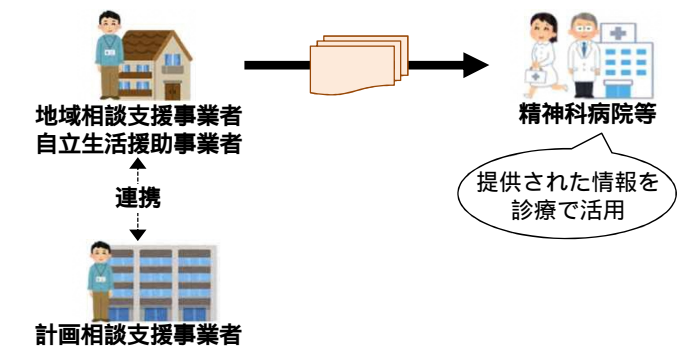 地域相談支援事業者
自立生活援助事業者
精神科病院等
連携
提供された情報を
診療で活用
計画相談支援事業者